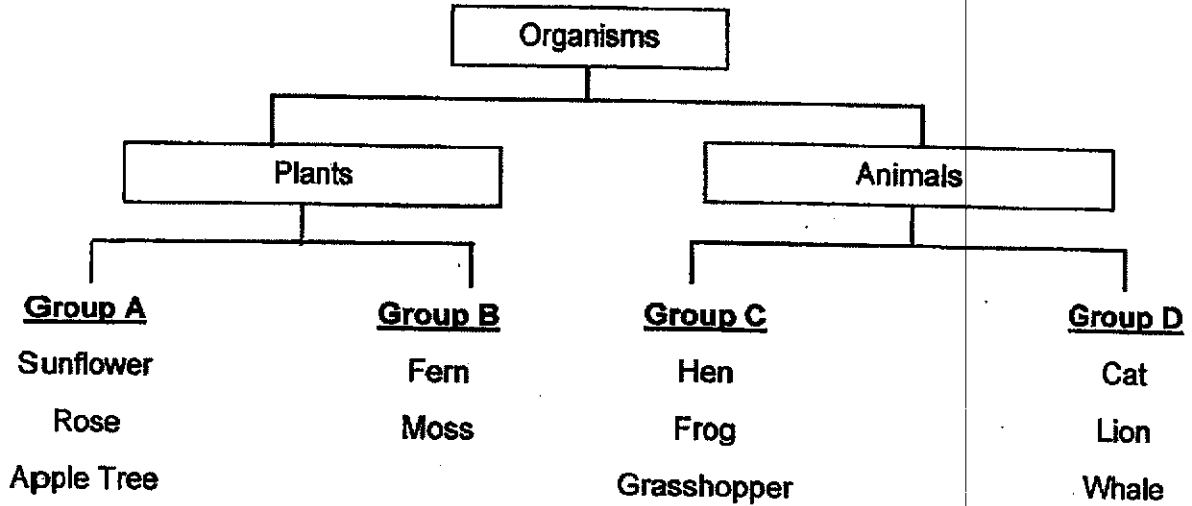 Organisms
Plants
Animals
Group A
Group B
Group C
Group D
Sunflower
Fern
Hen
Cat
Rose
Moss
Frog
Lion
Apple Tree
Grasshopper
Whale